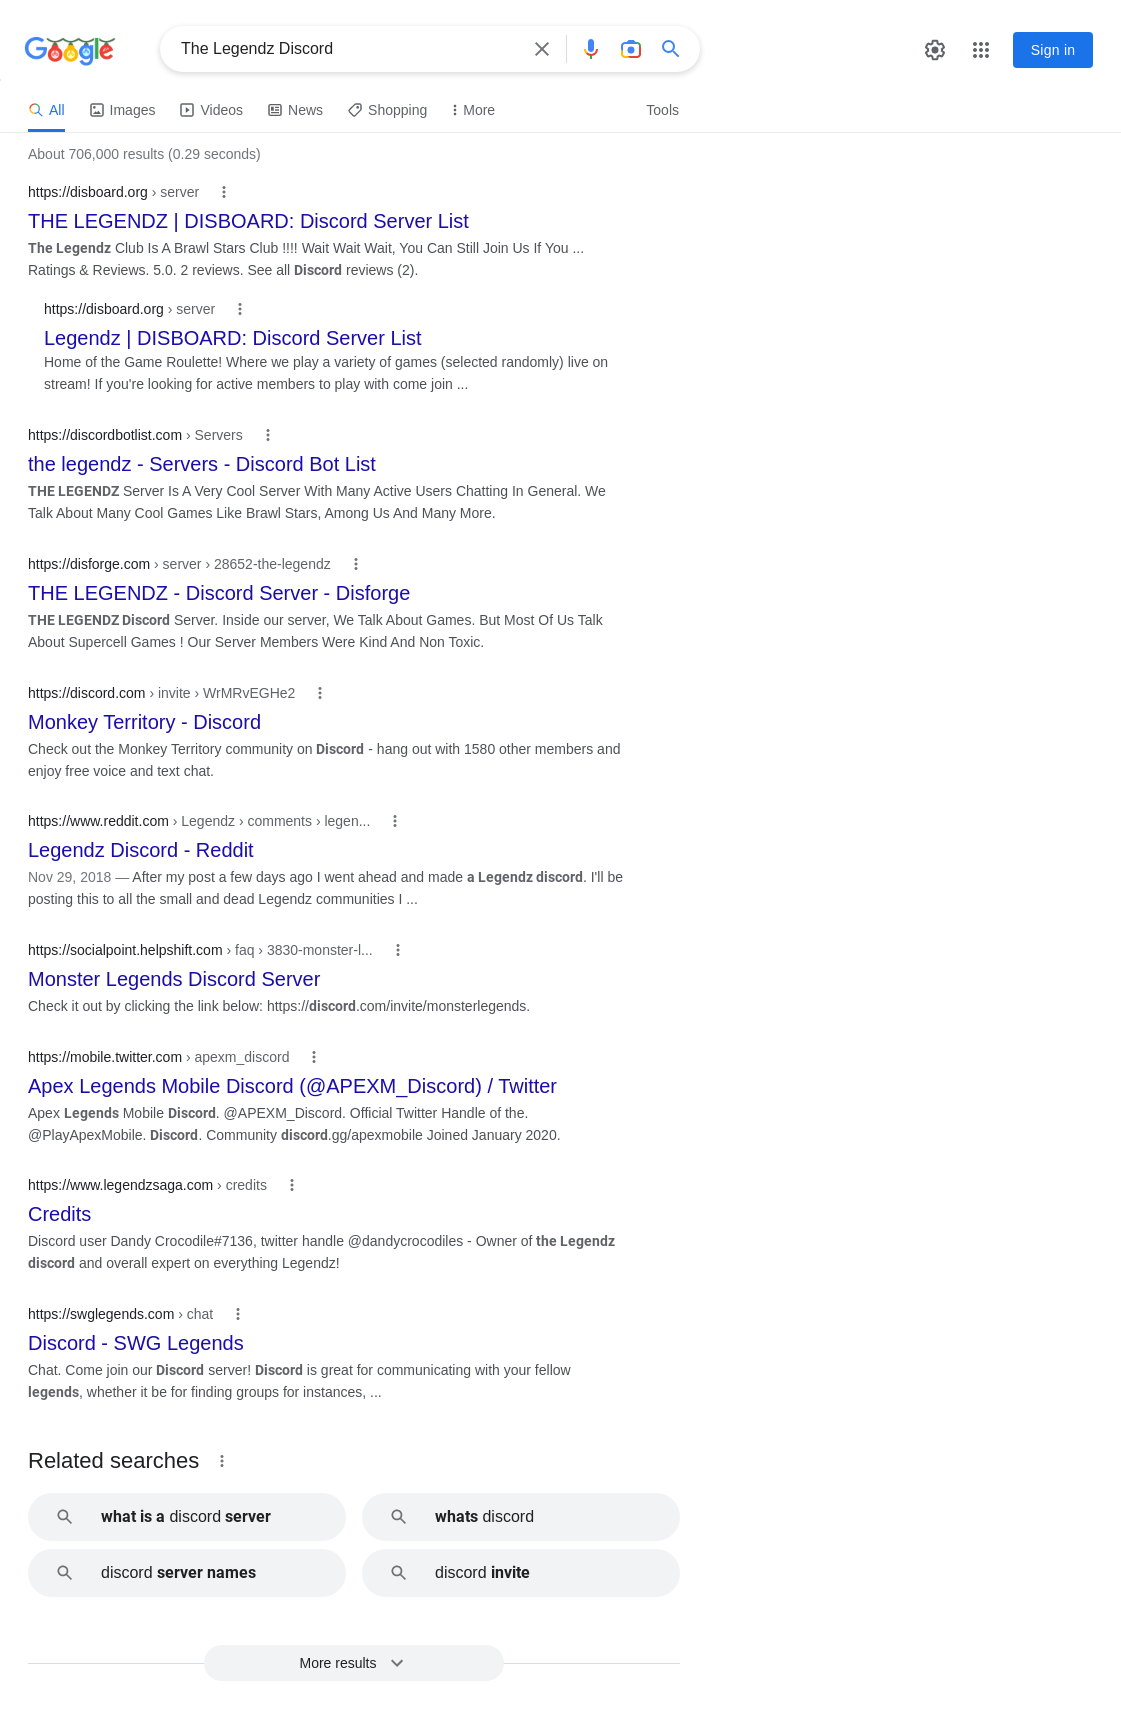 Google
The Legendz Discord
Sign in
All Images Videos News Shopping More Tools
About 706,000 results (0.29 seconds)
https://disboard.org › server
THE LEGENDZ | DISBOARD: Discord Server List
The Legendz Club Is A Brawl Stars Club !!!! Wait Wait Wait, You Can Still Join Us If You ...
Ratings & Reviews. 5.0. 2 reviews. See all Discord reviews (2).
https://disboard.org › server
Legendz | DISBOARD: Discord Server List
Home of the Game Roulette! Where we play a variety of games (selected randomly) live on
stream! If you're looking for active members to play with come join ...
https://discordbotlist.com › Servers
the legendz - Servers - Discord Bot List
THE LEGENDZ Server Is A Very Cool Server With Many Active Users Chatting In General. We
Talk About Many Cool Games Like Brawl Stars, Among Us And Many More.
https://disforge.com › server › 28652-the-legendz
THE LEGENDZ - Discord Server - Disforge
THE LEGENDZ Discord Server. Inside our server, We Talk About Games. But Most Of Us Talk
About Supercell Games ! Our Server Members Were Kind And Non Toxic.
https://discord.com › invite › WrMRvEGHe2
Monkey Territory - Discord
Check out the Monkey Territory community on Discord - hang out with 1580 other members and
enjoy free voice and text chat.
https://www.reddit.com › Legendz › comments › legen...
Legendz Discord - Reddit
Nov 29, 2018 — After my post a few days ago I went ahead and made a Legendz discord. I'll be
posting this to all the small and dead Legendz communities I ...
https://socialpoint.helpshift.com › faq › 3830-monster-l...
Monster Legends Discord Server
Check it out by clicking the link below: https://discord.com/invite/monsterlegends.
https://mobile.twitter.com › apexm_discord
Apex Legends Mobile Discord (@APEXM_Discord) / Twitter
Apex Legends Mobile Discord. @APEXM_Discord. Official Twitter Handle of the.
@PlayApexMobile. Discord. Community discord.gg/apexmobile Joined January 2020.
https://www.legendzsaga.com › credits
Credits
Discord user Dandy Crocodile#7136, twitter handle @dandycrocodiles - Owner of the Legendz
discord and overall expert on everything Legendz!
https://swglegends.com › chat
Discord - SWG Legends
Chat. Come join our Discord server! Discord is great for communicating with your fellow
legends, whether it be for finding groups for instances, ...
Related searches
what is a discord server
whats discord
discord server names
discord invite
More results